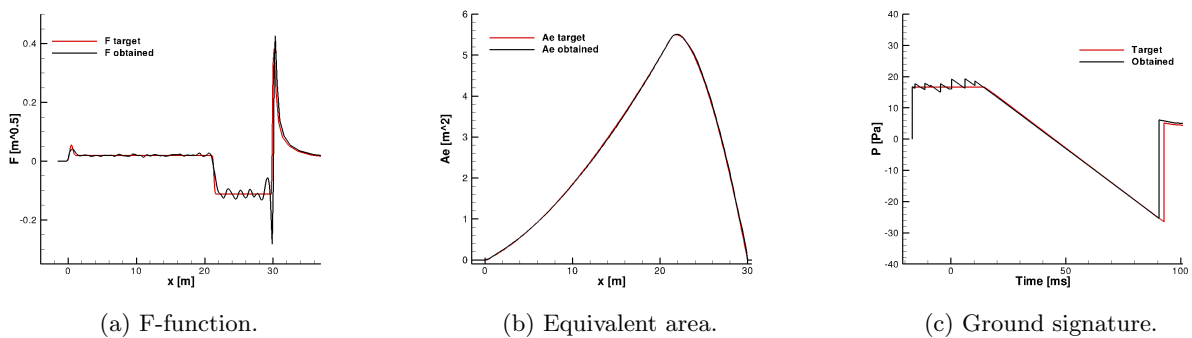 F [m^0.5]
0.4
0.2
0
-0.2
F target
F obtained
0
10
20
30
x [m]
(a) F-function.
Ae [m^2]
6
5
4
3
2
1
0
Ae target
Ae obtained
0
10
20
30
x [m]
(b) Equivalent area.
P [Pa]
40
30
20
10
0
-10
-20
-30
-40
Target
Obtained
0
50
100
Time [ms]
(c) Ground signature.